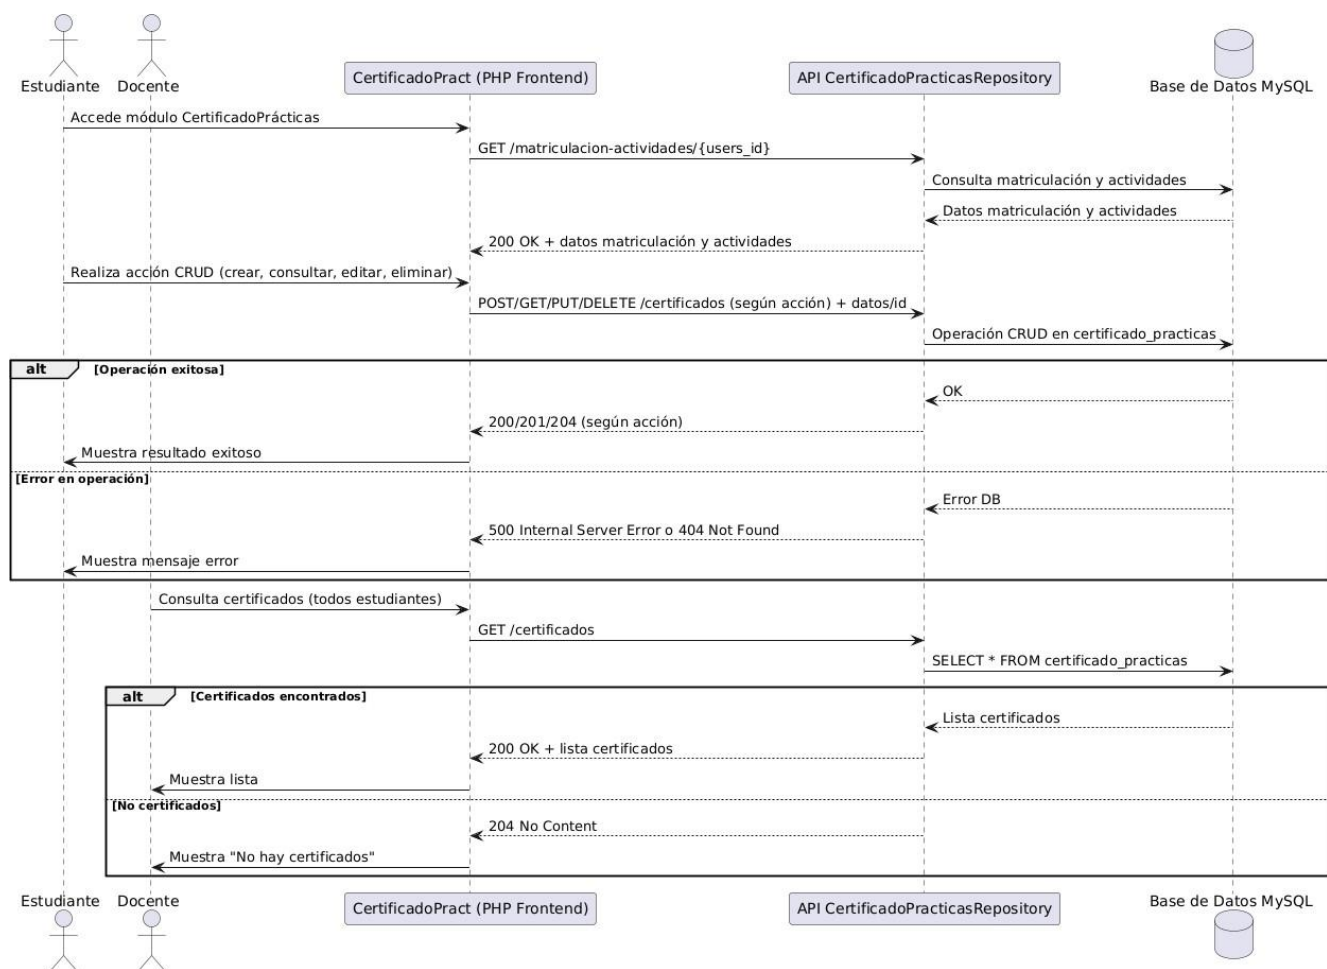 Estudiante Docente CertificadoPract (PHP Frontend) API CertificadoPracticasRepository Base de Datos MySQL
Accede módulo CertificadoPrácticas
GET /matriculacion-actividades/{users_id}
Consulta matriculación y actividades
Datos matriculación y actividades
200 OK + datos matriculación y actividades
Realiza acción CRUD (crear, consultar, editar, eliminar)
POST/GET/PUT/DELETE /certificados (según acción) + datos/id
Operación CRUD en certificado_practicas
alt [Operación exitosa]
OK
200/201/204 (según acción)
Muestra resultado exitoso
[Error en operación]
Error DB
500 Internal Server Error o 404 Not Found
Muestra mensaje error
Consulta certificados (todos estudiantes)
GET /certificados
SELECT * FROM certificado_practicas
alt [Certificados encontrados]
Lista certificados
200 OK + lista certificados
Muestra lista
[No certificados]
204 No Content
Muestra "No hay certificados"
Estudiante Docente CertificadoPract (PHP Frontend) API CertificadoPracticasRepository Base de Datos MySQL